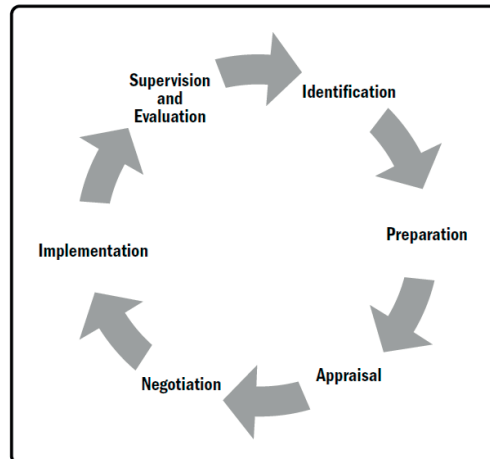 Supervision
and
Evaluation
Identification
Preparation
Appraisal
Negotiation
Implementation